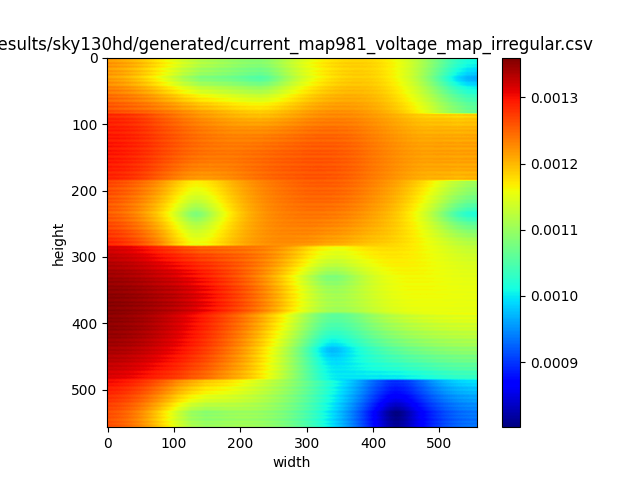 esults/sky130hd/generated/current_map981_voltage_map_irregular.csv
0
100
200
300
400
500
height
0 100 200 300 400 500
width
0.0013
0.0012
0.0011
0.0010
0.0009